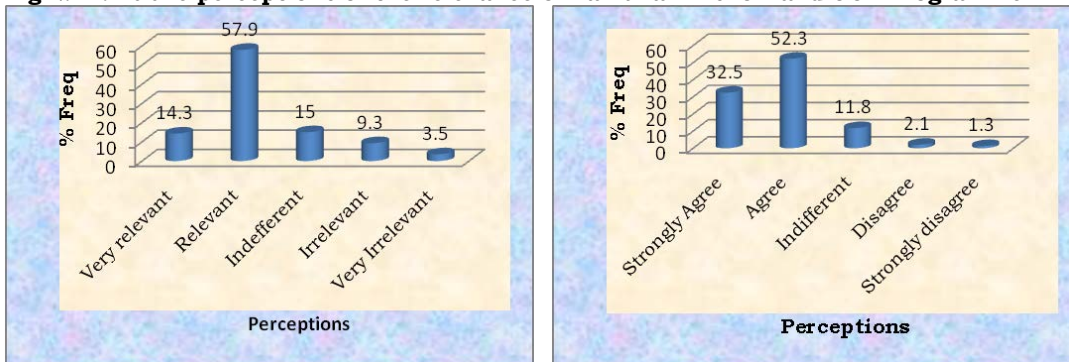 60
50
40
30
20
10
0
% Freq
14.3
57.9
15
9.3
3.5
Very relevant
Relevant
Indefferent
Irrelevant
Very Irrelevant
Perceptions
60
50
40
30
20
10
0
% Freq
32.5
52.3
11.8
2.1
1.3
Strongly Agree
Agree
Indifferent
Disagree
Strongly disagree
Perceptions